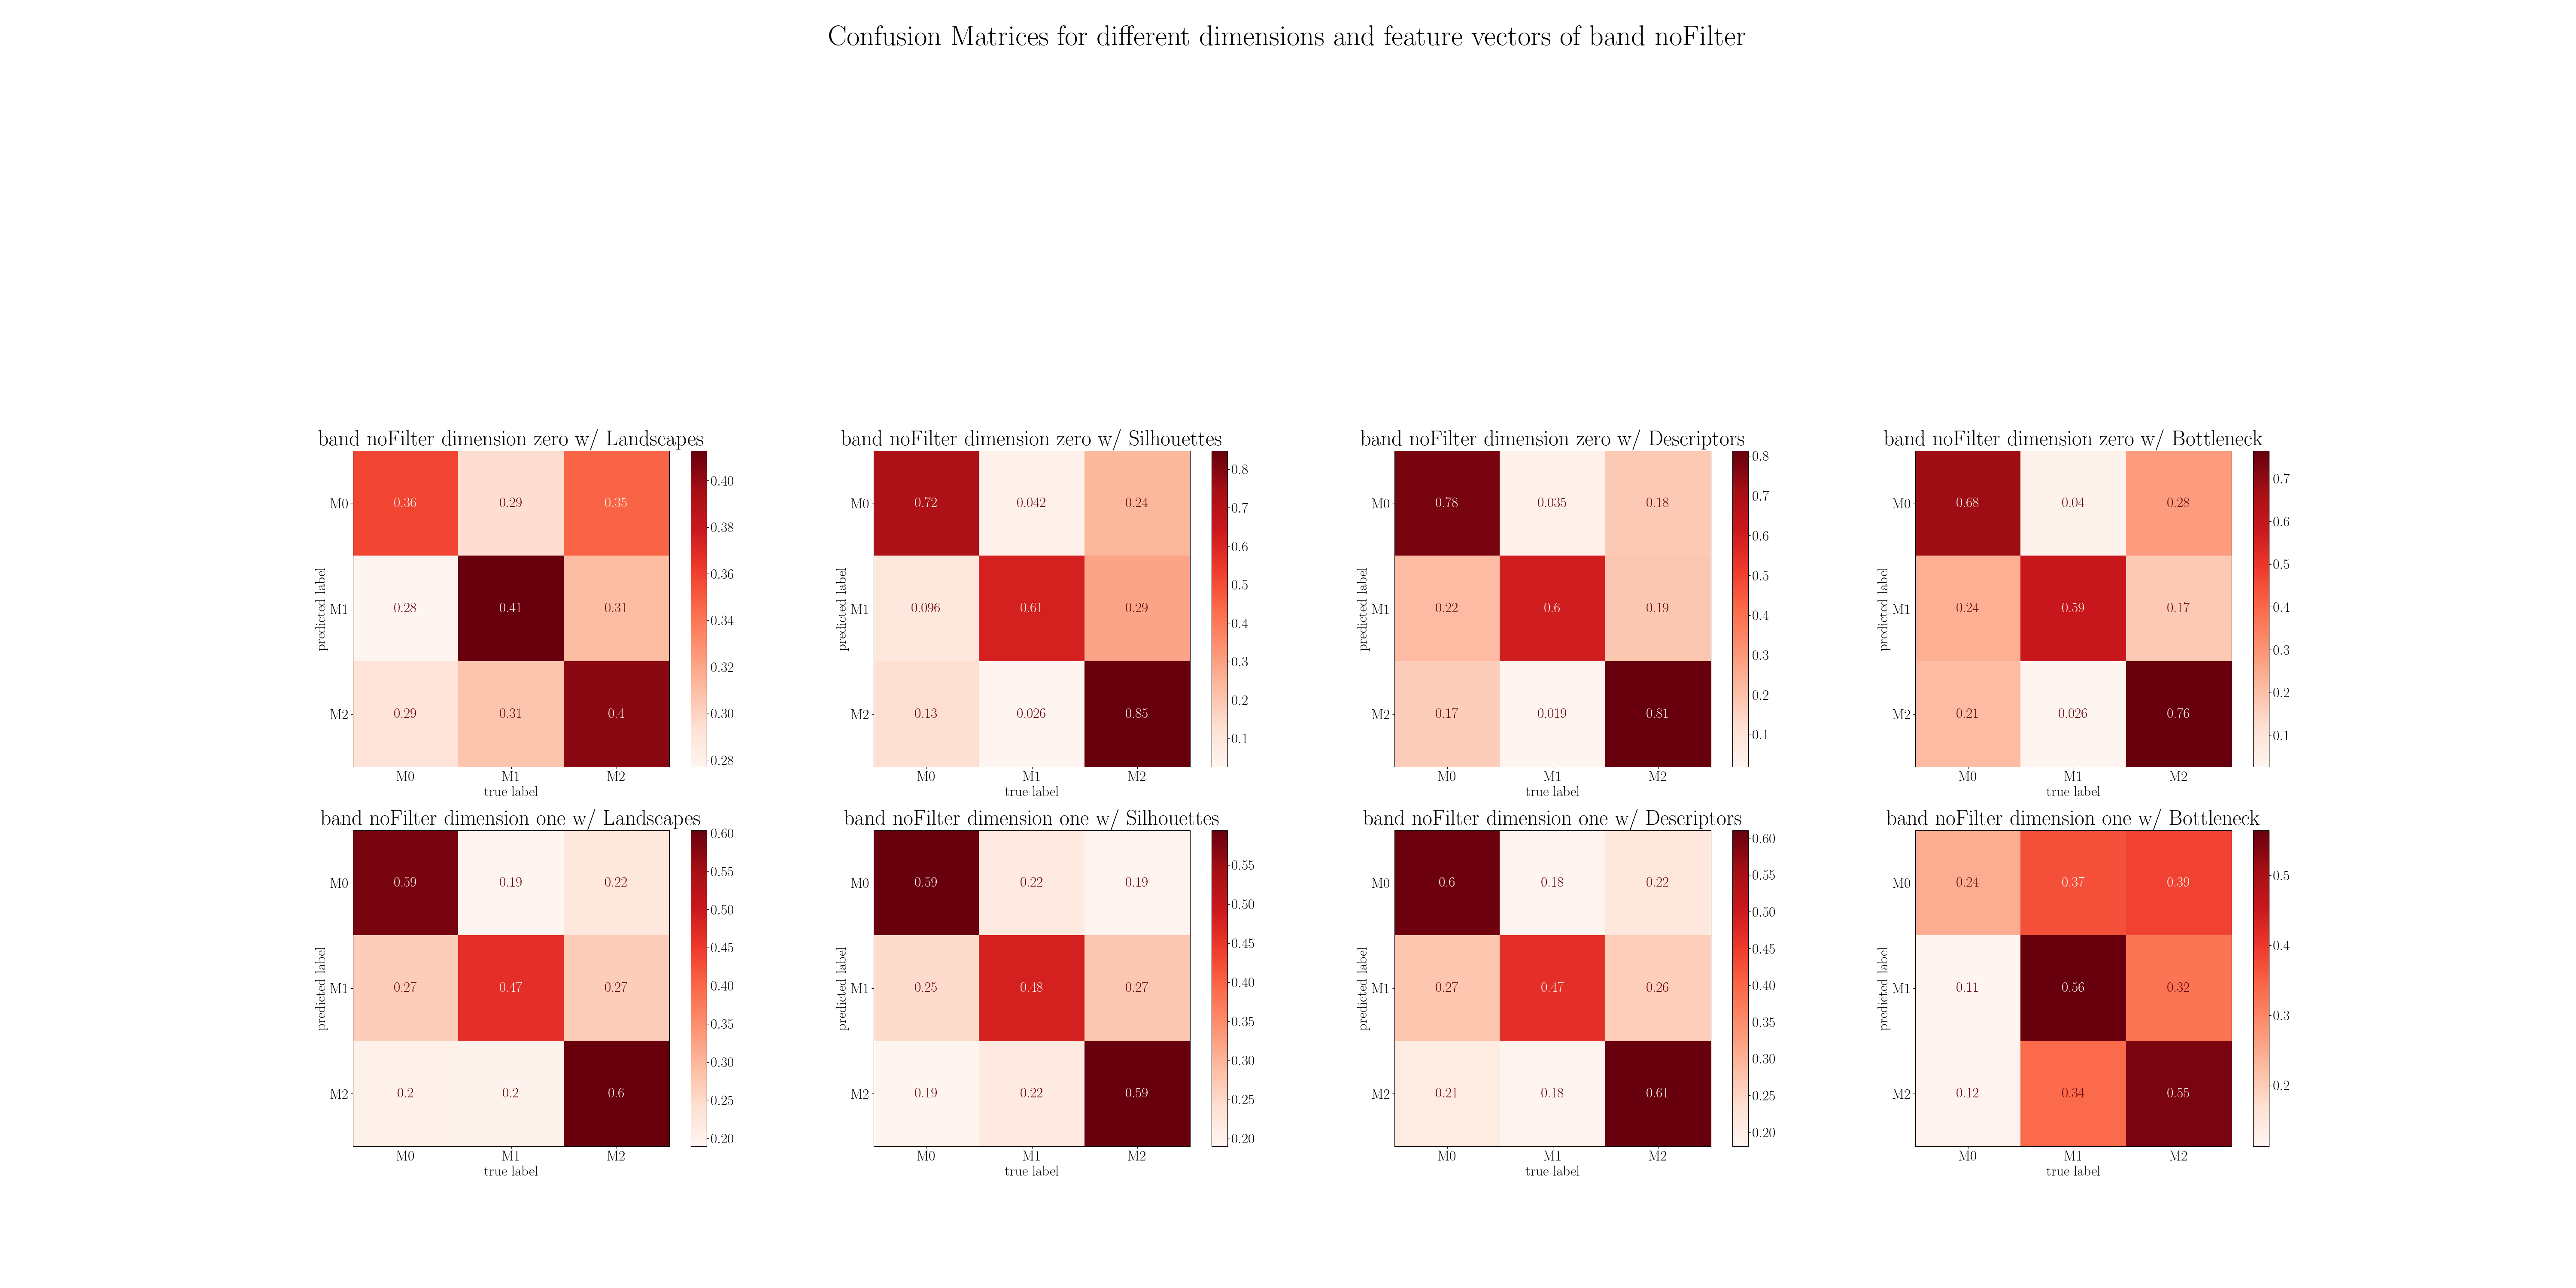 Confusion Matrices for different dimensions and feature vectors of band noFilter
band noFilter dimension zero w/ Landscapes
predicted label
M0
M1
M2
0.36 0.29 0.35
0.28 0.41 0.31
0.29 0.31 0.4
M0 M1 M2
true label
0.40
0.38
0.36
0.34
0.32
0.30
0.28
band noFilter dimension zero w/ Silhouettes
predicted label
M0
M1
M2
0.72 0.042 0.24
0.096 0.61 0.29
0.13 0.026 0.85
M0 M1 M2
true label
0.8
0.7
0.6
0.5
0.4
0.3
0.2
0.1
band noFilter dimension zero w/ Descriptors
predicted label
M0
M1
M2
0.78 0.035 0.18
0.22 0.6 0.19
0.17 0.019 0.81
M0 M1 M2
true label
0.8
0.7
0.6
0.5
0.4
0.3
0.2
0.1
band noFilter dimension zero w/ Bottleneck
predicted label
M0
M1
M2
0.68 0.04 0.28
0.24 0.59 0.17
0.21 0.026 0.76
M0 M1 M2
true label
0.7
0.6
0.5
0.4
0.3
0.2
0.1
band noFilter dimension one w/ Landscapes
predicted label
M0
M1
M2
0.59 0.19 0.22
0.27 0.47 0.27
0.2 0.2 0.6
M0 M1 M2
true label
0.60
0.55
0.50
0.45
0.40
0.35
0.30
0.25
0.20
band noFilter dimension one w/ Silhouettes
predicted label
M0
M1
M2
0.59 0.22 0.19
0.25 0.48 0.27
0.19 0.22 0.59
M0 M1 M2
true label
0.55
0.50
0.45
0.40
0.35
0.30
0.25
0.20
band noFilter dimension one w/ Descriptors
predicted label
M0
M1
M2
0.6 0.18 0.22
0.27 0.47 0.26
0.21 0.18 0.61
M0 M1 M2
true label
0.60
0.55
0.50
0.45
0.40
0.35
0.30
0.25
0.20
band noFilter dimension one w/ Bottleneck
predicted label
M0
M1
M2
0.24 0.37 0.39
0.11 0.56 0.32
0.12 0.34 0.55
M0 M1 M2
true label
0.5
0.4
0.3
0.2